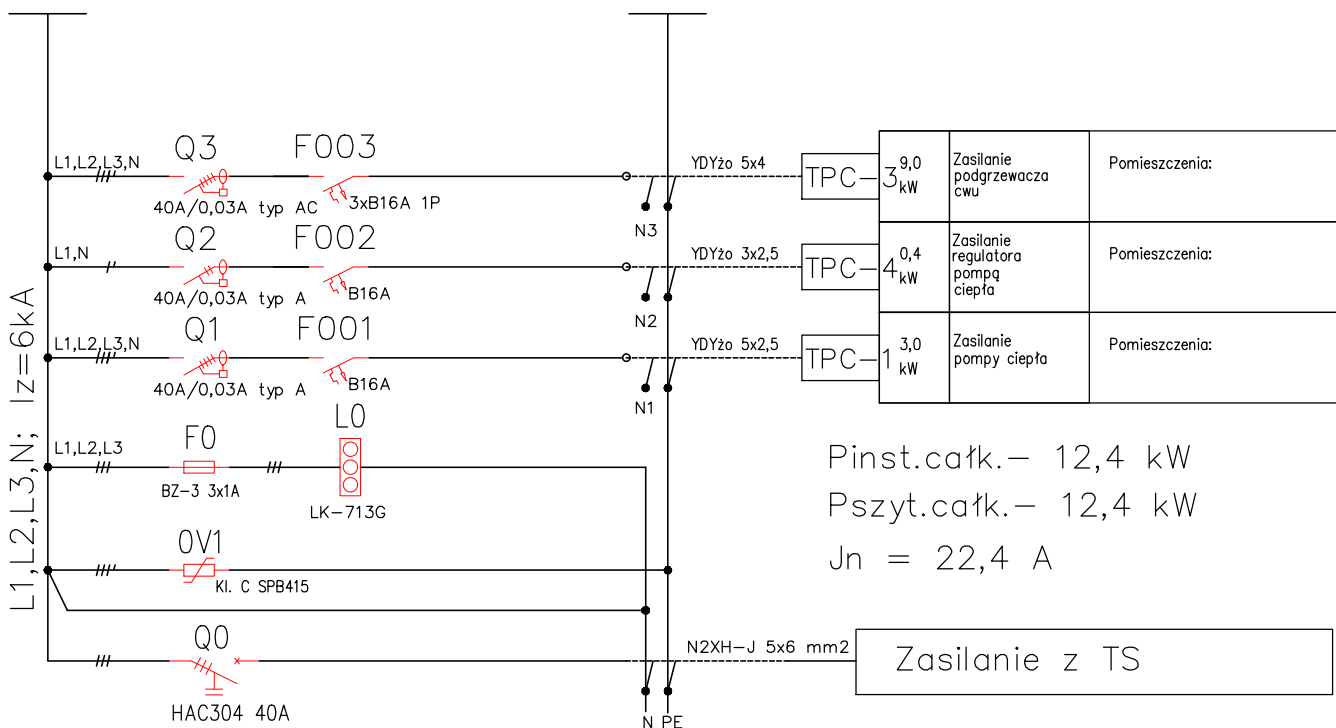 L1,L2,L3,N; Iz=6kA
L1,L2,L3,N
Q3
F003
40A/0,03A typ AC
3xB16A 1P
N3
YDYżo 5x4
TPC-3
9,0
kW
Zasilanie
podgrzewacza
cwu
Pomieszczenia:
L1,N
Q2
F002
40A/0,03A typ A
B16A
N2
YDYżo 3x2,5
TPC-4
0,4
kW
Zasilanie
regulatora
pompą
ciepła
Pomieszczenia:
L1,L2,L3,N
Q1
F001
40A/0,03A typ A
B16A
N1
YDYżo 5x2,5
TPC-1
3,0
kW
Zasilanie
pompy ciepła
Pomieszczenia:
L1,L2,L3
F0
BZ-3 3x1A
L0
LK-713G
Pinst.całk.- 12,4 kW
Pszyt.całk.- 12,4 kW
Jn = 22,4 A
OV1
Kl. C SPB415
Q0
HAC304 40A
N PE
N2XH-J 5x6 mm2
Zasilanie z TS